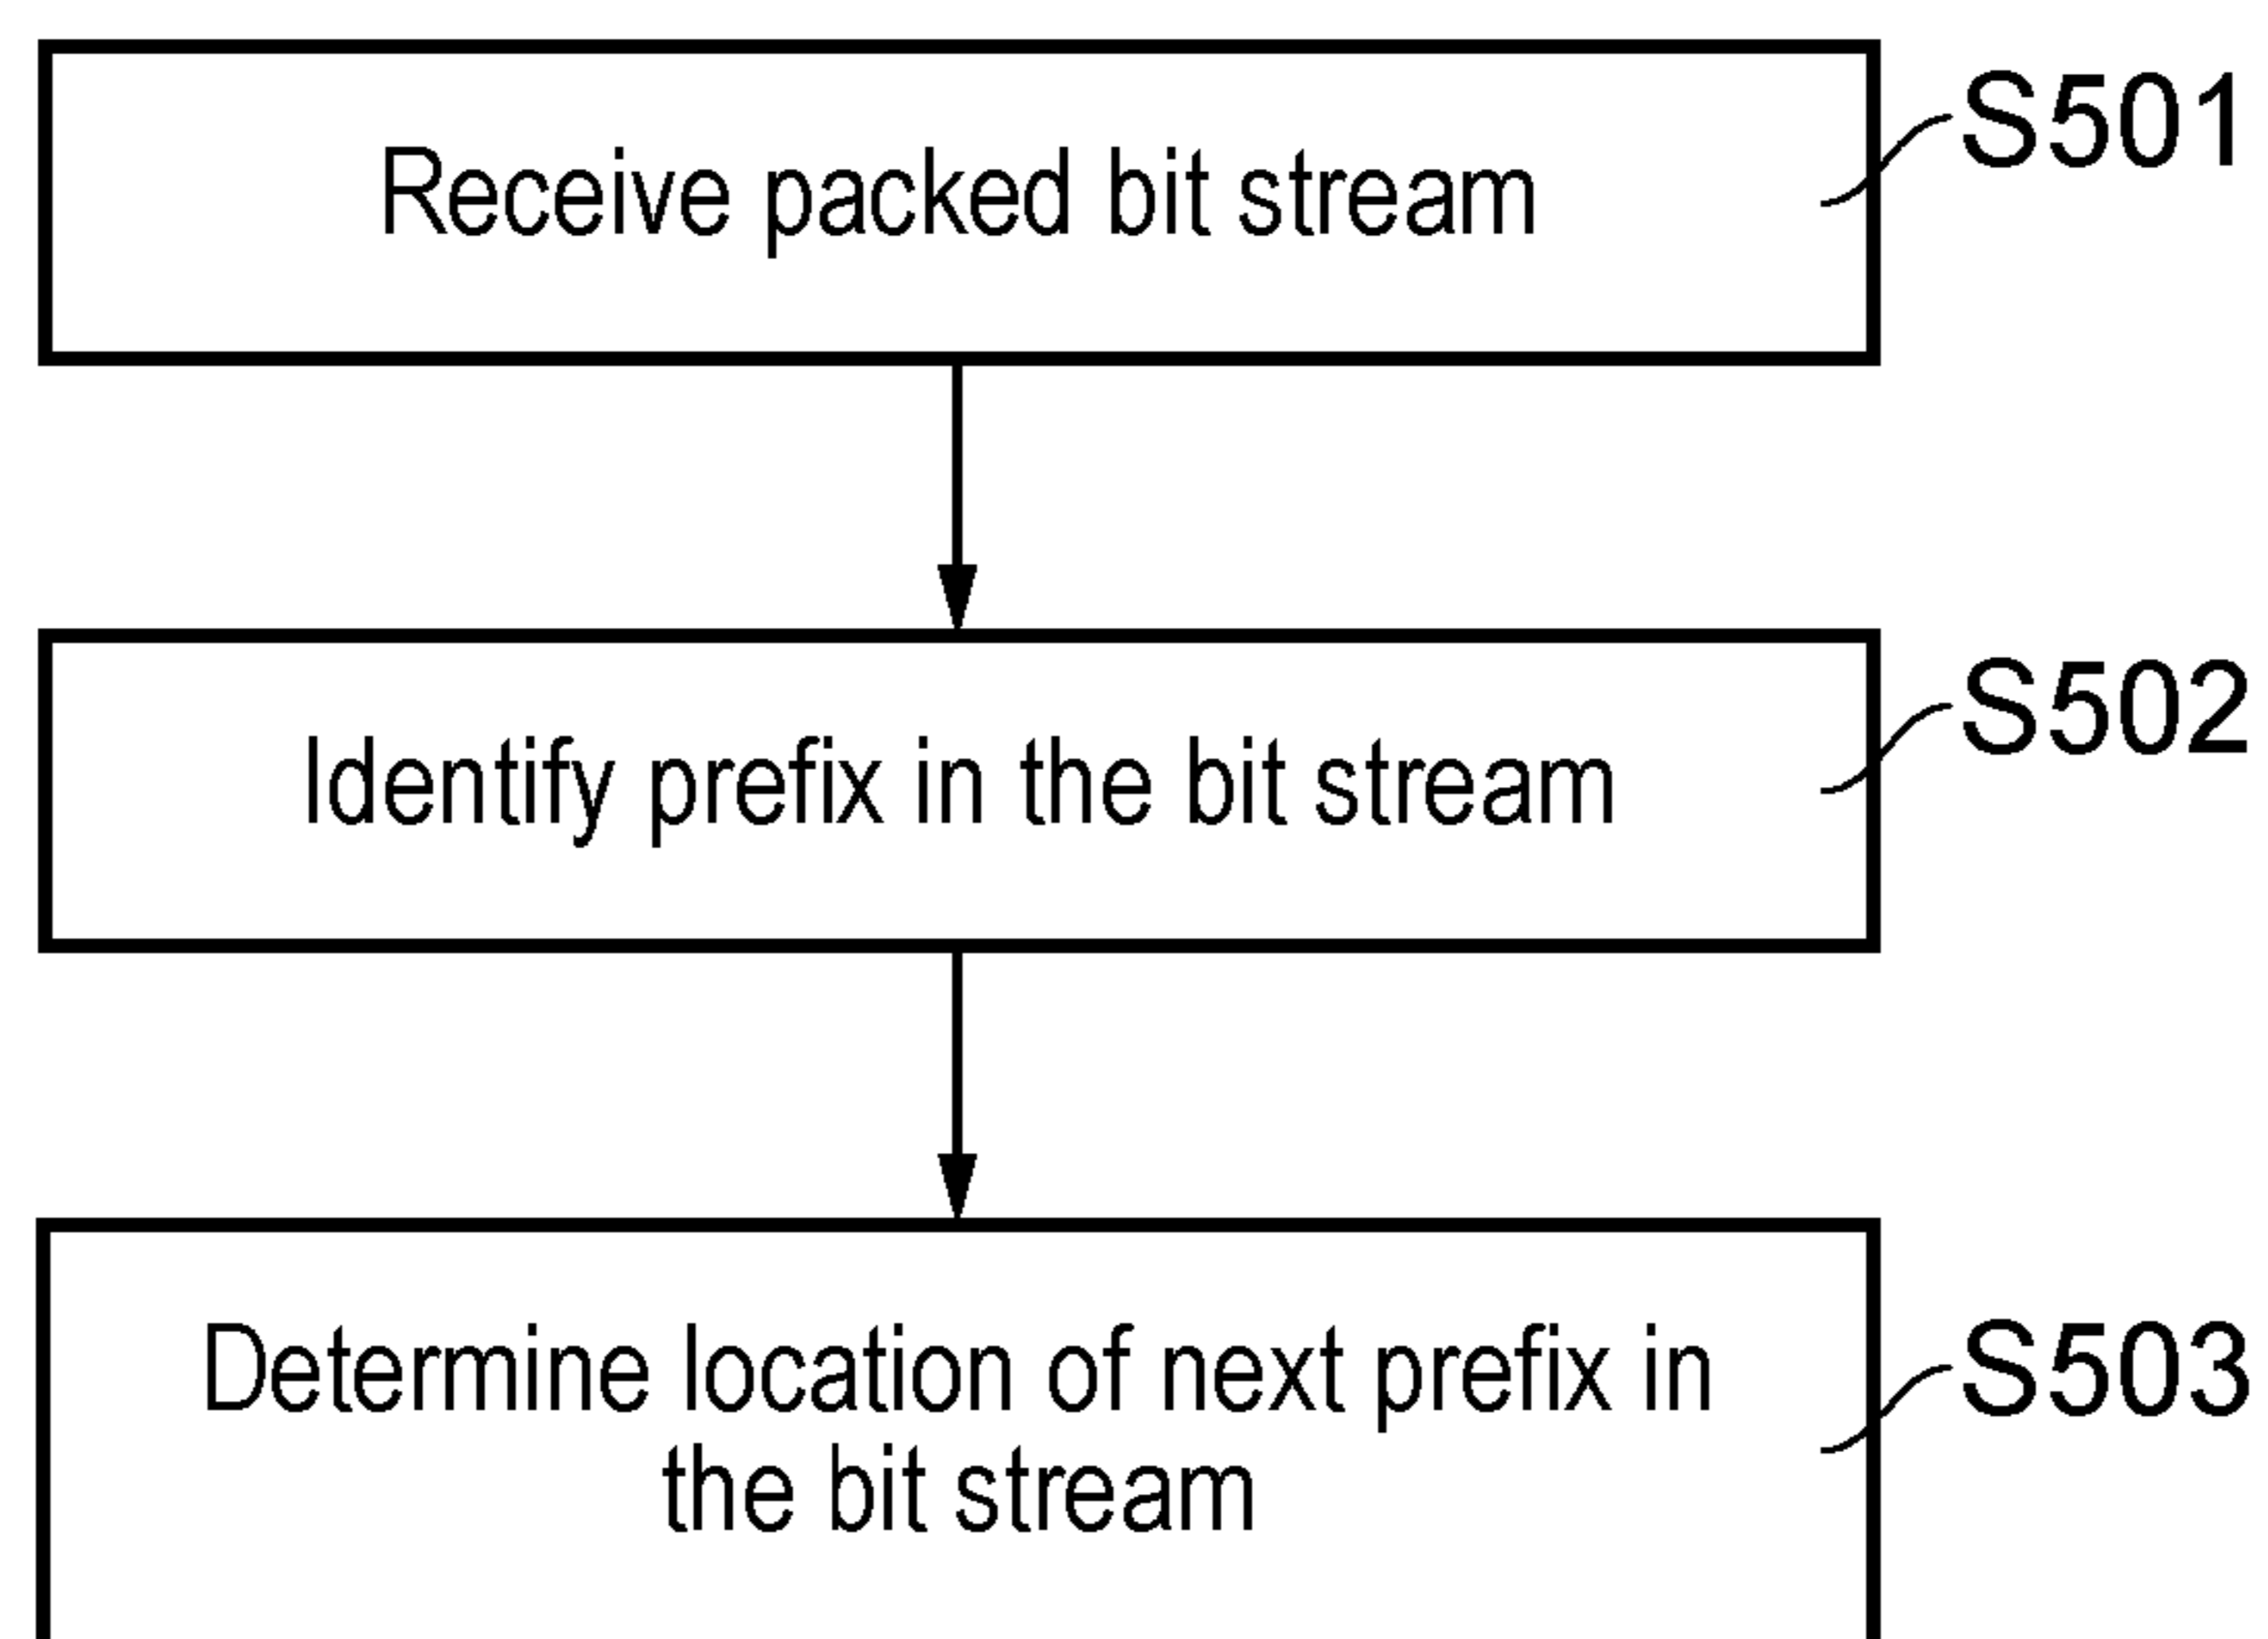 Receive packed bit stream
S501
Identify prefix in the bit stream
S502
Determine location of next prefix in
the bit stream
S503